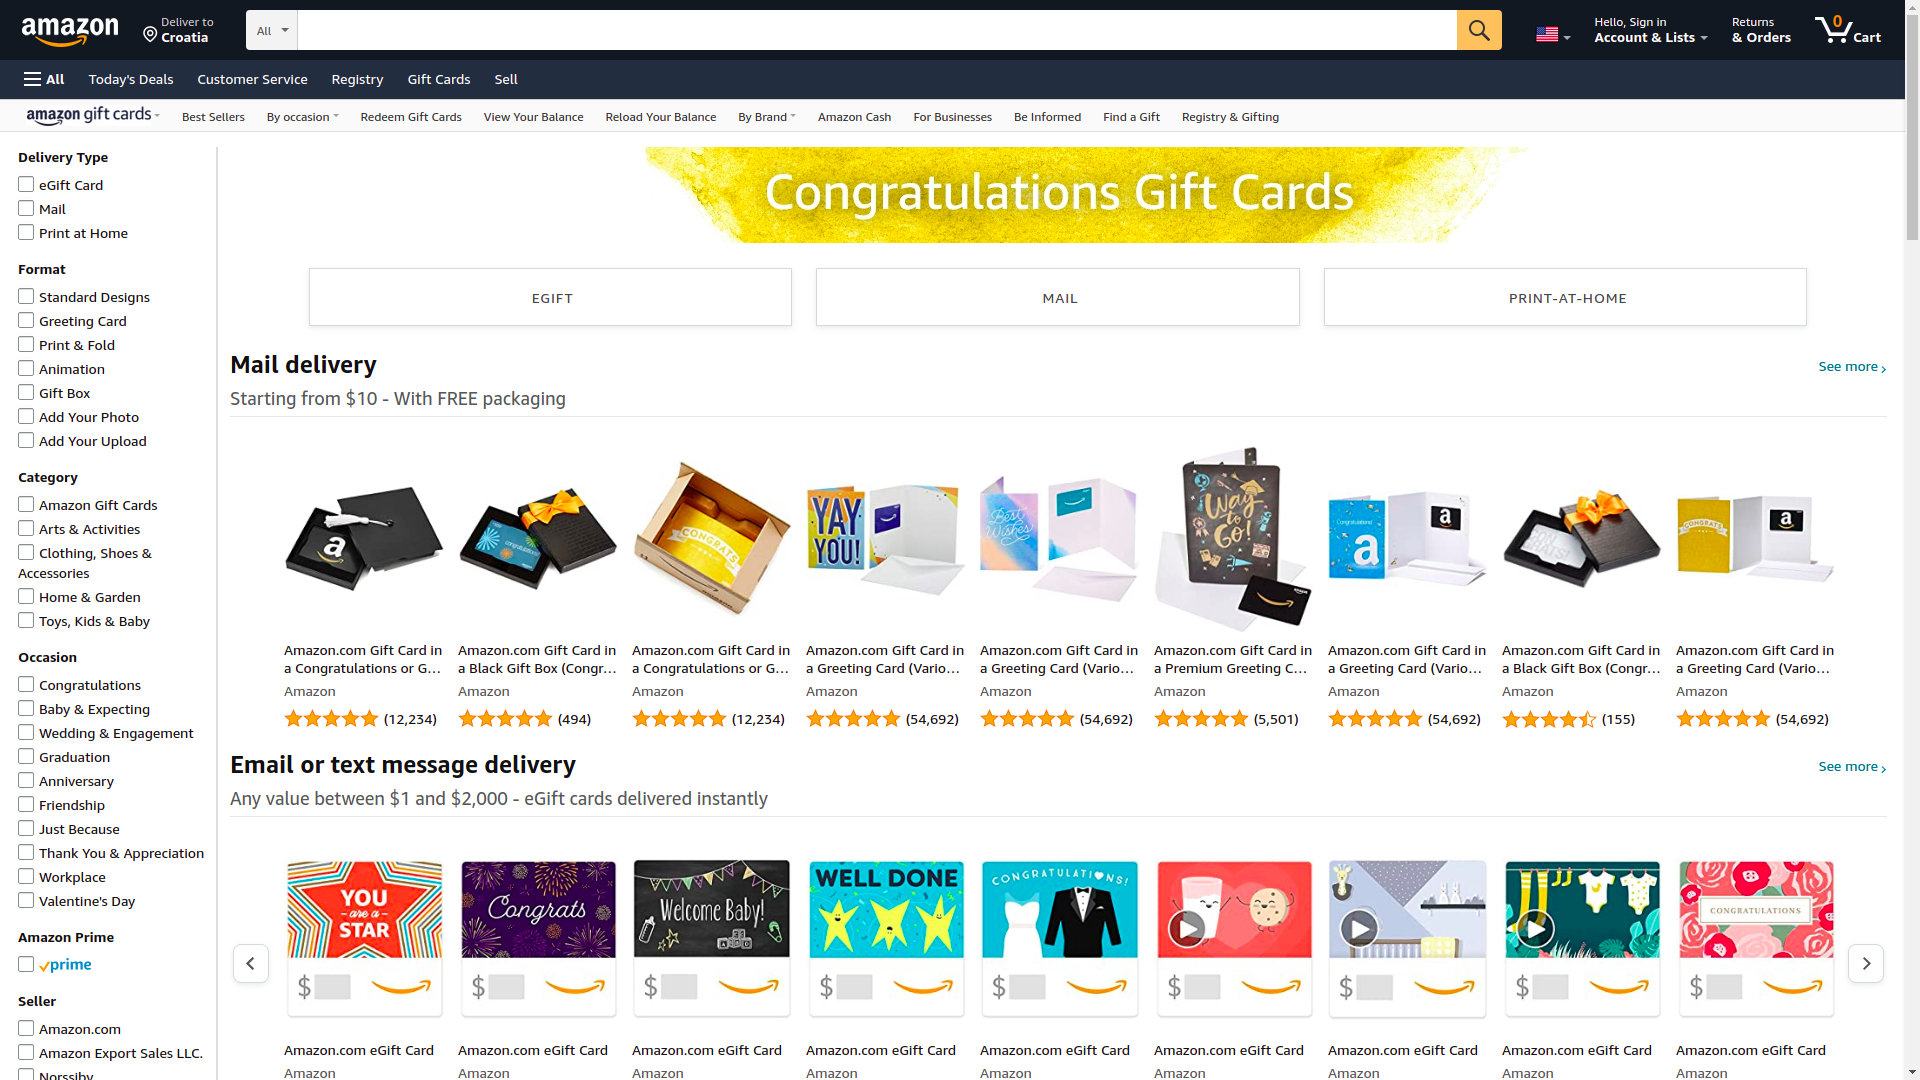 amazon
Deliver to
Croatia
All
Hello, Sign in
Account & Lists
Returns
& Orders
0
Cart
All
Today's Deals
Customer Service
Registry
Gift Cards
Sell
amazon gift cards
Best Sellers
By occasion
Redeem Gift Cards
View Your Balance
Reload Your Balance
By Brand
Amazon Cash
For Businesses
Be Informed
Find a Gift
Registry & Gifting
Delivery Type
eGift Card
Mail
Print at Home
Format
Standard Designs
Greeting Card
Print & Fold
Animation
Gift Box
Add Your Photo
Add Your Upload
Category
Amazon Gift Cards
Arts & Activities
Clothing, Shoes &
Accessories
Home & Garden
Toys, Kids & Baby
Occasion
Congratulations
Baby & Expecting
Wedding & Engagement
Graduation
Anniversary
Friendship
Just Because
Thank You & Appreciation
Workplace
Valentine's Day
Amazon Prime
prime
Seller
Amazon.com
Amazon Export Sales LLC.
Norssiby
Congratulations Gift Cards
EGIFT
MAIL
PRINT-AT-HOME
Mail delivery
See more ›
Starting from $10 - With FREE packaging
a
CONGRATS
YAY
YOU!
Best
Wishes
Way
to
Go!
Congratulations!
a
a
CONGRATS
a
Amazon.com Gift Card in
a Congratulations or G…
Amazon
(12,234)
Amazon.com Gift Card in
a Black Gift Box (Congr…
Amazon
(494)
Amazon.com Gift Card in
a Congratulations or G…
Amazon
(12,234)
Amazon.com Gift Card in
a Greeting Card (Vario…
Amazon
(54,692)
Amazon.com Gift Card in
a Greeting Card (Vario…
Amazon
(54,692)
Amazon.com Gift Card in
a Premium Greeting C…
Amazon
(5,501)
Amazon.com Gift Card in
a Greeting Card (Vario…
Amazon
(54,692)
Amazon.com Gift Card in
a Black Gift Box (Congr…
Amazon
(155)
Amazon.com Gift Card in
a Greeting Card (Vario…
Amazon
(54,692)
Email or text message delivery
See more ›
Any value between $1 and $2,000 - eGift cards delivered instantly
YOU
are a
STAR
$
Congrats
$
Welcome Baby!
$
WELL DONE
$
CONGRATULATIONS!
$
$
$
$
CONGRATULATIONS
$
Amazon.com eGift Card
Amazon
Amazon.com eGift Card
Amazon
Amazon.com eGift Card
Amazon
Amazon.com eGift Card
Amazon
Amazon.com eGift Card
Amazon
Amazon.com eGift Card
Amazon
Amazon.com eGift Card
Amazon
Amazon.com eGift Card
Amazon
Amazon.com eGift Card
Amazon